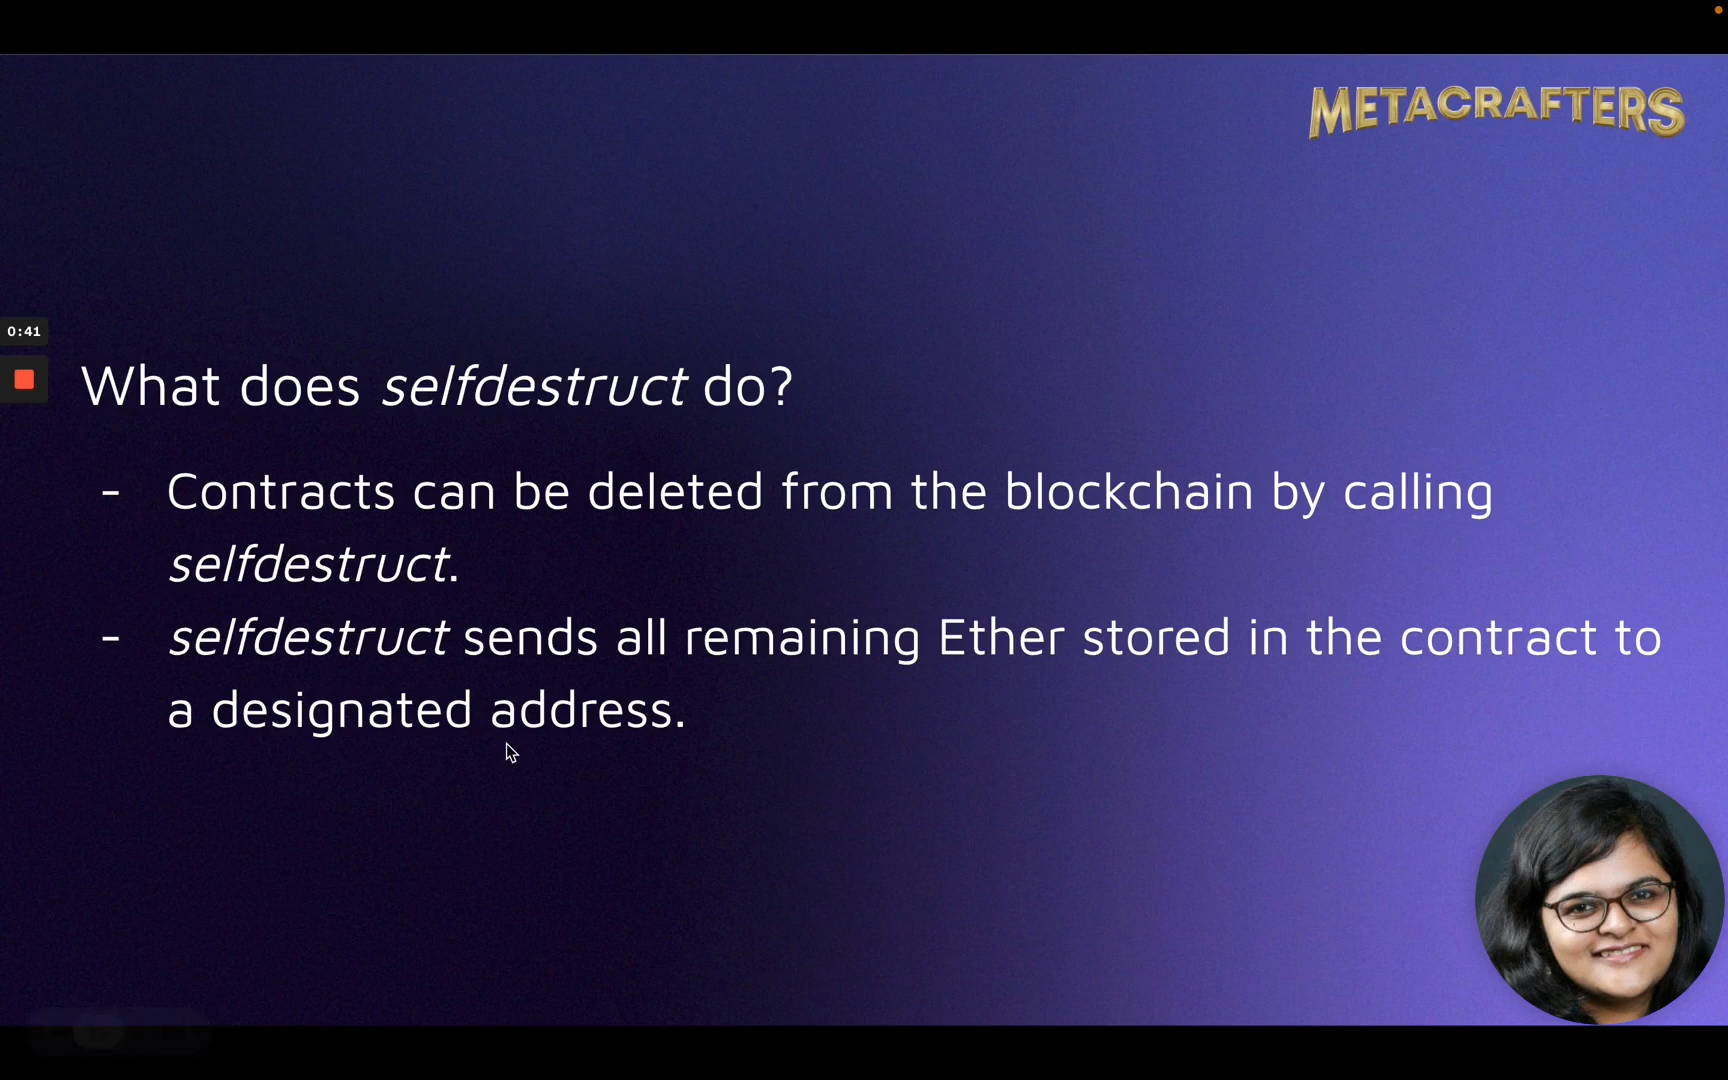 METACRAFTERS
0:41
What does selfdestruct do?
- Contracts can be deleted from the blockchain by calling
selfdestruct.
- selfdestruct sends all remaining Ether stored in the contract to
a designated address.